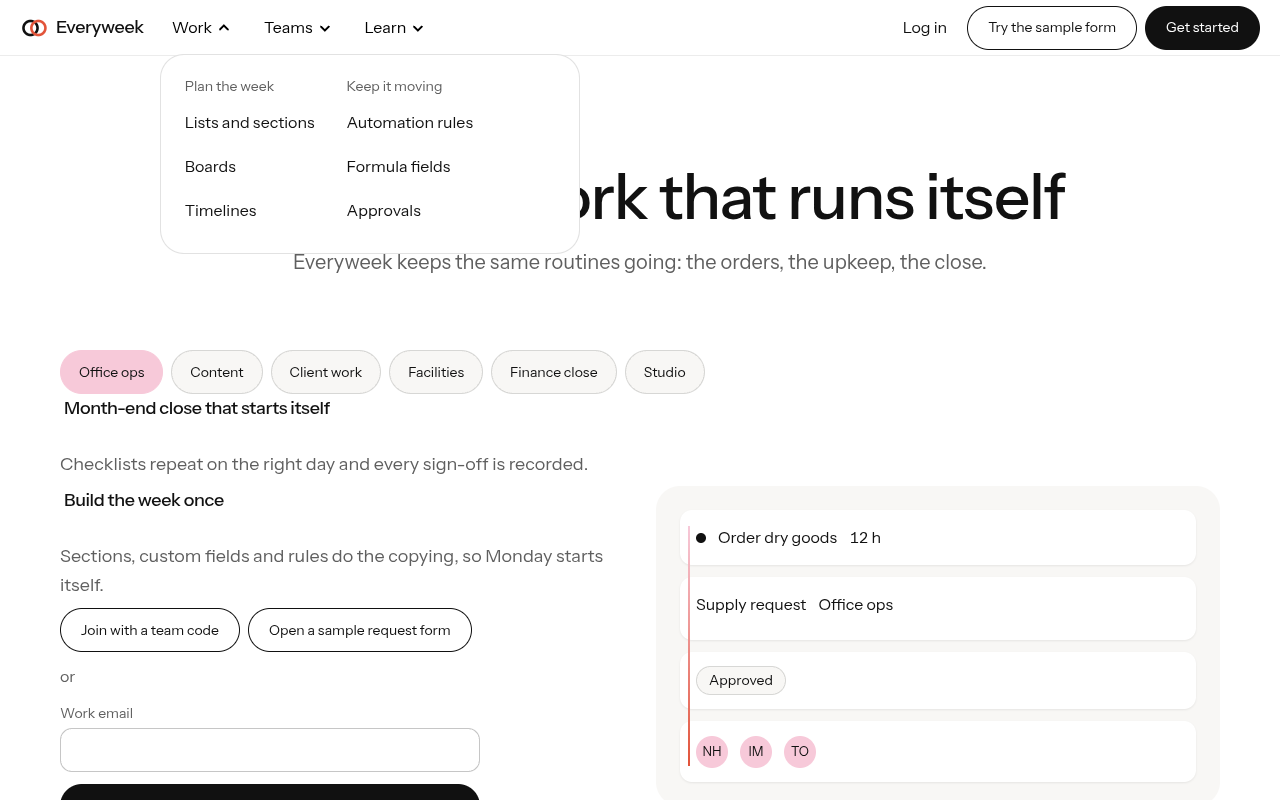 Everyweek
Work
Teams
Learn
Log in
Try the sample form
Get started
Plan the week
Lists and sections
Boards
Timelines
Keep it moving
Automation rules
Formula fields
Approvals
that runs itself
Everyweek keeps the same routines going: the orders, the upkeep, the close.
Office ops
Content
Client work
Facilities
Finance close
Studio
Month-end close that starts itself
Checklists repeat on the right day and every sign-off is recorded.
Build the week once
Sections, custom fields and rules do the copying, so Monday starts
itself.
Join with a team code
Open a sample request form
or
Work email
Order dry goods 12 h
Supply request Office ops
Approved
NH IM TO